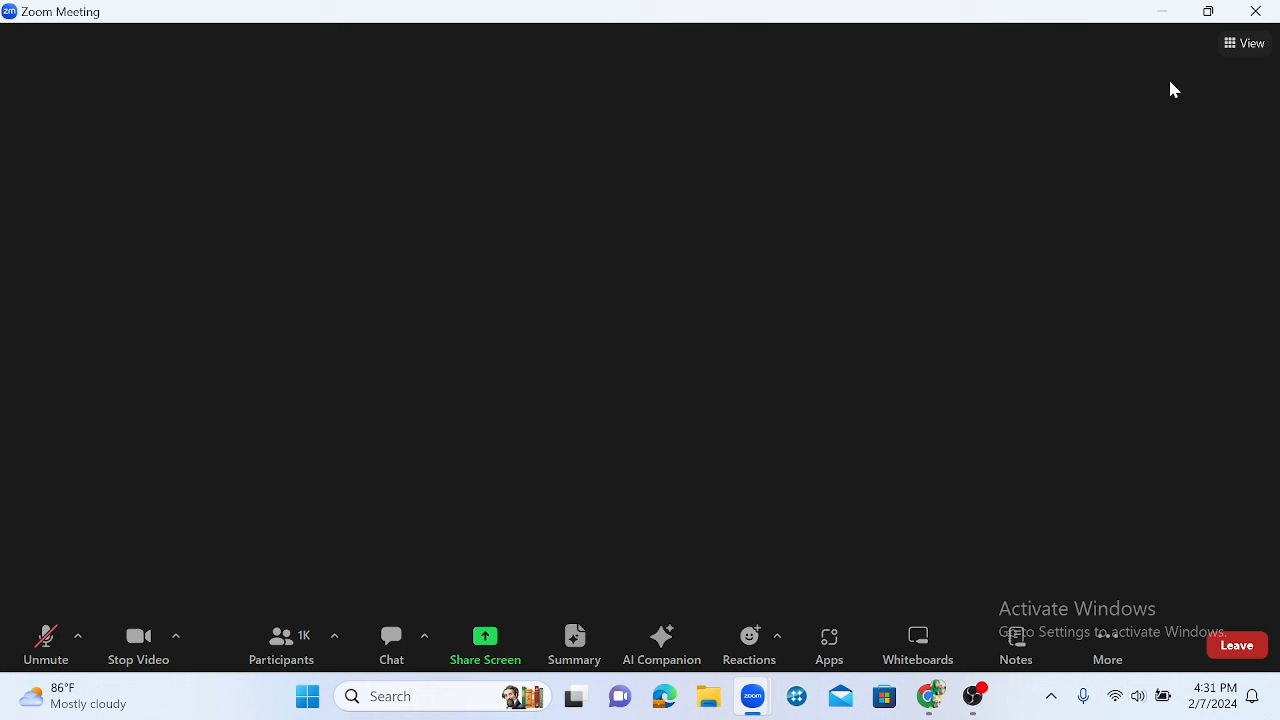 zm Zoom Meeting
View
Activate Windows
Go to Settings to activate Windows.
1K
Unmute
Stop Video
Participants
Chat
Share Screen
Summary
AI Companion
Reactions
Apps
Whiteboards
Notes
More
Leave
86°F
Mostly cloudy
Search
zoom
4:31 PM
2/7/2024